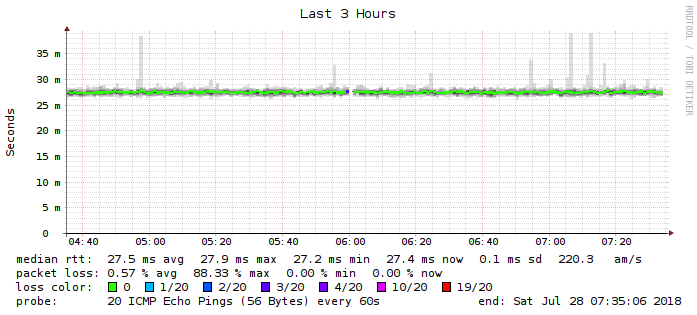 Last 3 Hours
RRDTOOL / TOBI OETIKER
Seconds
35 m
30 m
25 m
20 m
15 m
10 m
5 m
0
04:40 05:00 05:20 05:40 06:00 06:20 06:40 07:00 07:20
median rtt: 27.5 ms avg 27.9 ms max 27.2 ms min 27.4 ms now 0.1 ms sd 220.3 am/s
packet loss: 0.57 % avg 88.33 % max 0.00 % min 0.00 % now
loss color: 0 1/20 2/20 3/20 4/20 10/20 19/20
probe: 20 ICMP Echo Pings (56 Bytes) every 60s end: Sat Jul 28 07:35:06 2018